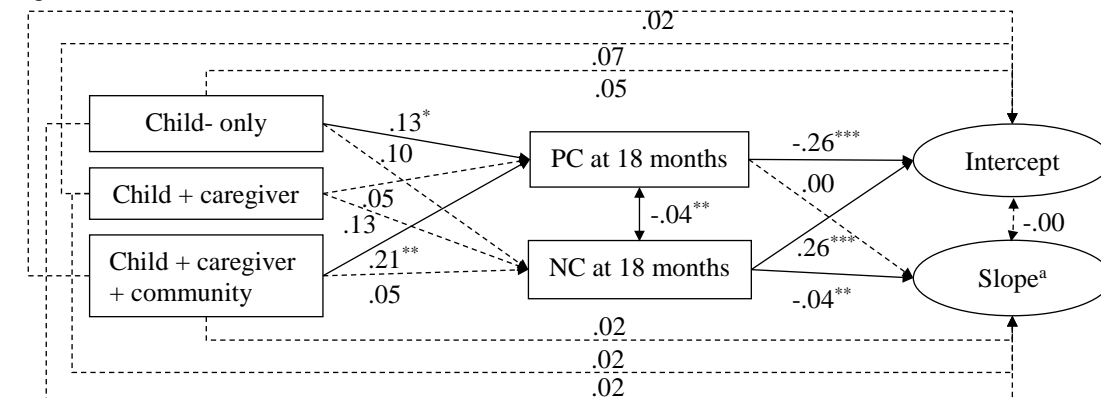 .02
.07
.05
Child- only
Child + caregiver
Child + caregiver
+ community
.13*
.10
.05
.13
.21**
.05
PC at 18 months
-.04**
NC at 18 months
-.26***
.00
.26***
-.04**
Intercept
-.00
Slopeᵃ
.02
.02
.02